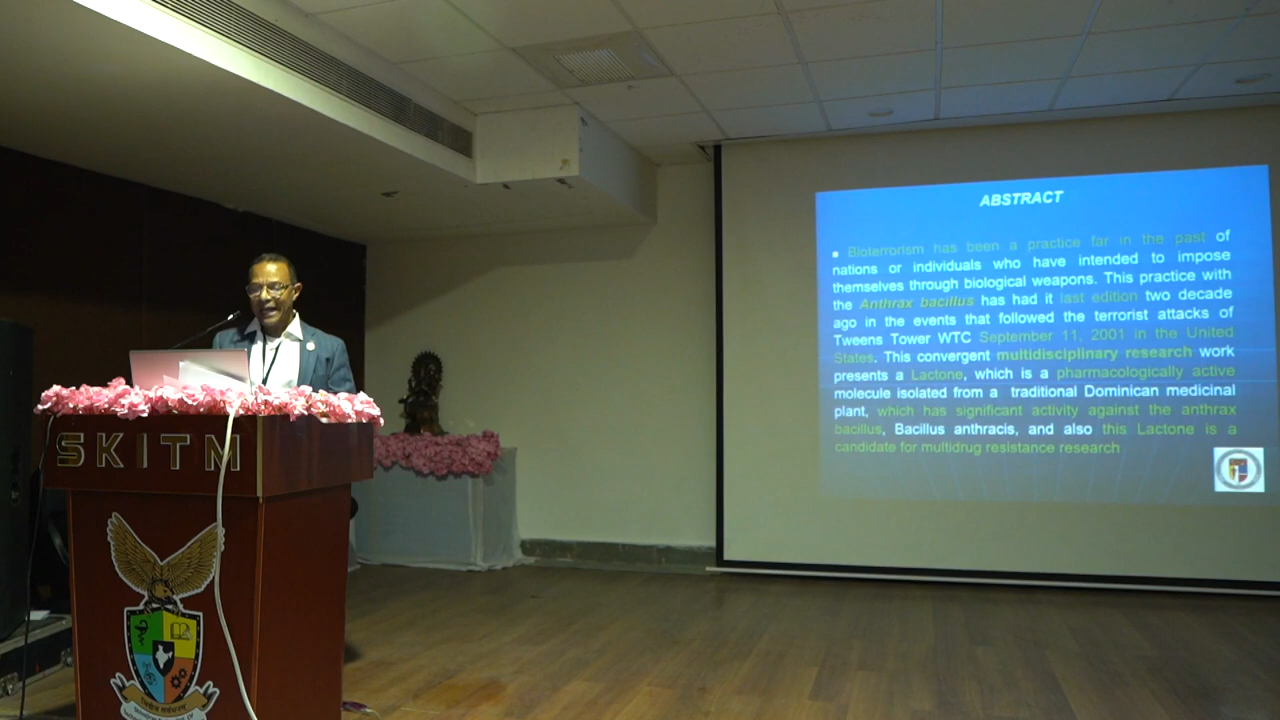 ABSTRACT
Bioterrorism has been a practice far in the past of
nations or individuals who have intended to impose
themselves through biological weapons. This practice with
the Anthrax bacillus has had it last edition two decade
ago in the events that followed the terrorist attacks of
Tweens Tower WTC September 11, 2001 in the United
States. This convergent multidisciplinary research work
presents a Lactone, which is a pharmacologically active
molecule isolated from a traditional Dominican medicinal
plant, which has significant activity against the anthrax
bacillus, Bacillus anthracis, and also this Lactone is a
candidate for multidrug resistance research
SKITM